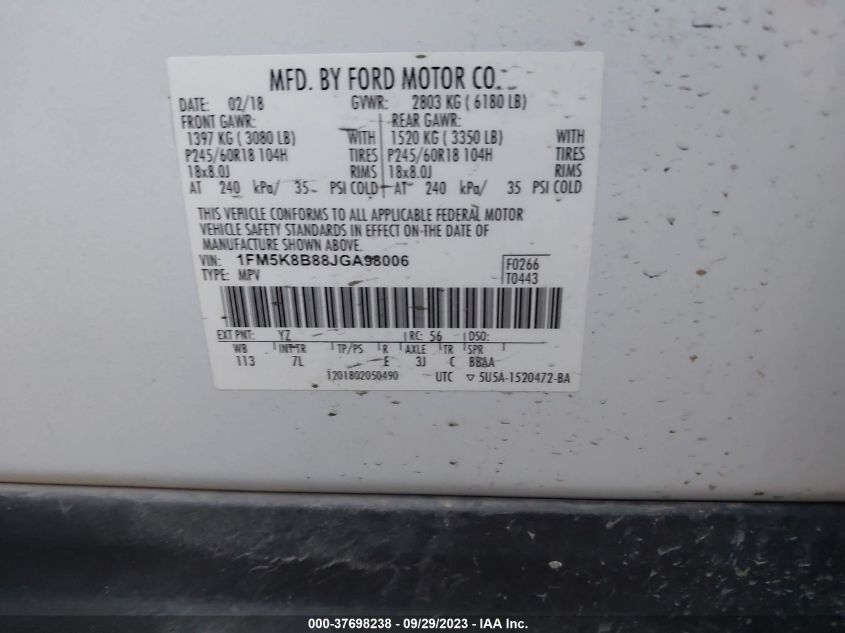 MFD. BY FORD MOTOR CO.
DATE: 02/18 GVWR: 2803 KG ( 6180 LB)
FRONT GAWR: REAR GAWR:
1397 KG ( 3080 LB) WITH 1520 KG ( 3350 LB) WITH
P245/60R18 104H TIRES P245/60R18 104H TIRES
18x8.0J RIMS 18x8.0J RIMS
AT 240 kPa/ 35 PSI COLD AT 240 kPa/ 35 PSI COLD
THIS VEHICLE CONFORMS TO ALL APPLICABLE FEDERAL MOTOR
VEHICLE SAFETY STANDARDS IN EFFECT ON THE DATE OF
MANUFACTURE SHOWN ABOVE.
VIN: 1FM5K8B88JGA98006 F0266
TYPE: MPV T0443
EXT PNT: YZ RC: 56 DSO:
WB INT TR TP/PS R AXLE TR SPR
113 7L E 3J C BBAA
1201802050490 UTC ▽ 5U5A-1520472-BA
000-37698238 - 09/29/2023 - IAA Inc.